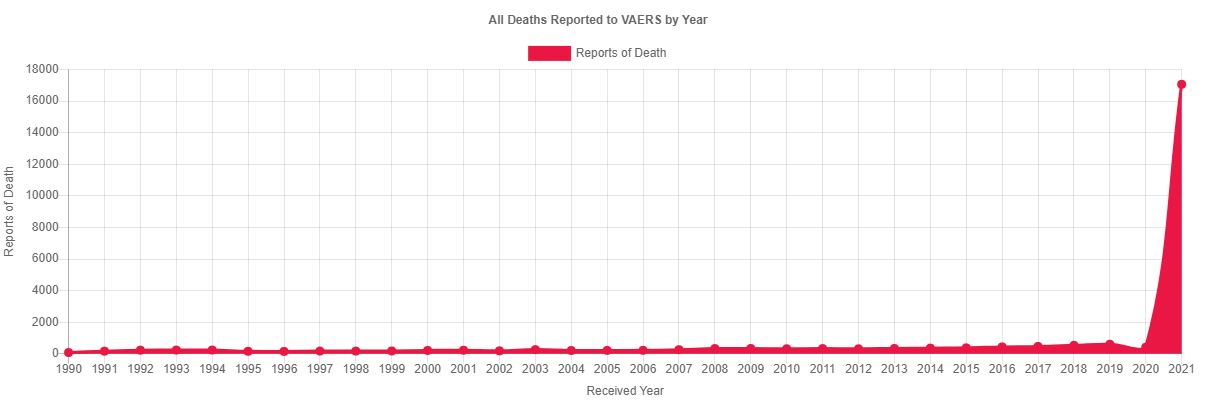 All Deaths Reported to VAERS by Year
Reports of Death
18000
16000
14000
12000
10000
8000
6000
4000
2000
0
Reports of Death
1990 1991 1992 1993 1994 1995 1996 1997 1998 1999 2000 2001 2002 2003 2004 2005 2006 2007 2008 2009 2010 2011 2012 2013 2014 2015 2016 2017 2018 2019 2020 2021
Received Year